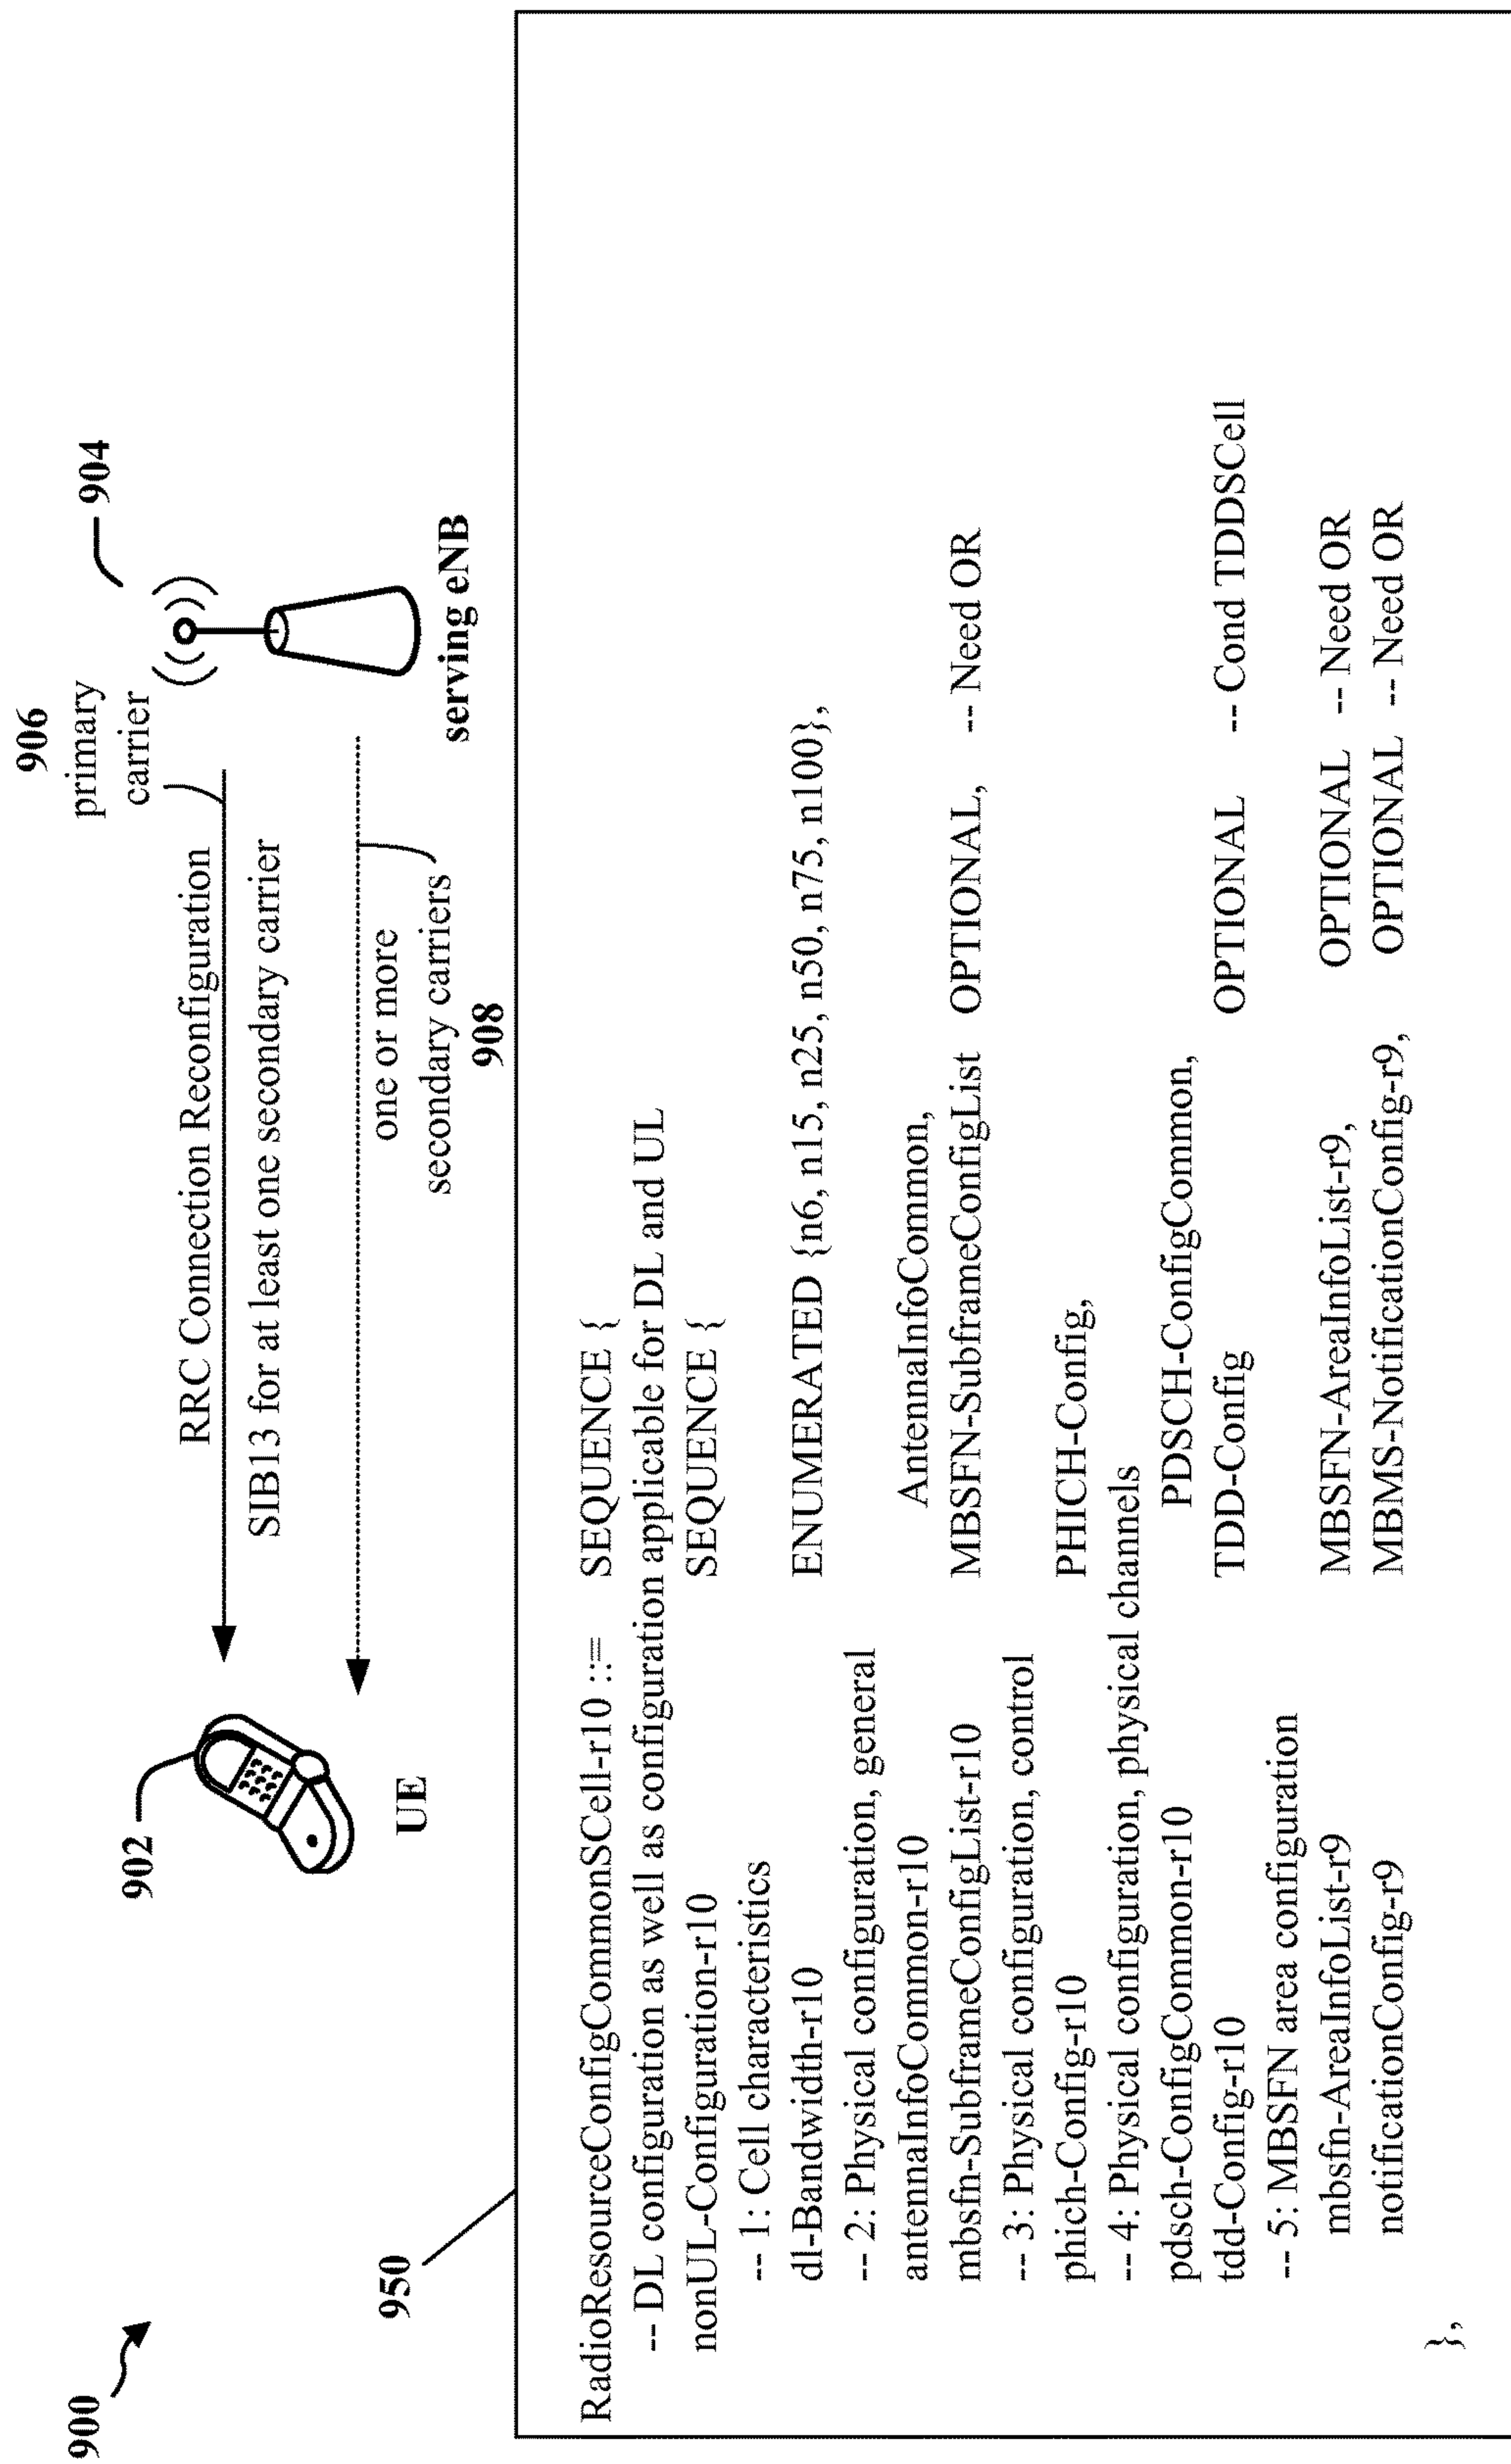 900
902
UE
RRC Connection Reconfiguration
SIB13 for at least one secondary carrier
906
primary
carrier
904
serving eNB
one or more
secondary carriers
908
950
RadioResourceConfigCommonSCell-r10 ::= SEQUENCE {
-- DL configuration as well as configuration applicable for DL and UL
nonUL-Configuration-r10 SEQUENCE {
-- 1: Cell characteristics
dl-Bandwidth-r10 ENUMERATED {n6, n15, n25, n50, n75, n100},
-- 2: Physical configuration, general
antennaInfoCommon-r10 AntennaInfoCommon,
mbsfn-SubframeConfigList-r10 MBSFN-SubframeConfigList OPTIONAL, -- Need OR
-- 3: Physical configuration, control
phich-Config-r10 PHICH-Config,
-- 4: Physical configuration, physical channels
pdsch-ConfigCommon-r10 PDSCH-ConfigCommon,
tdd-Config-r10 TDD-Config OPTIONAL -- Cond TDDSCell
-- 5: MBSFN area configuration
mbsfn-AreaInfoList-r9 MBSFN-AreaInfoList-r9, OPTIONAL -- Need OR
notificationConfig-r9 MBMS-NotificationConfig-r9, OPTIONAL -- Need OR
},